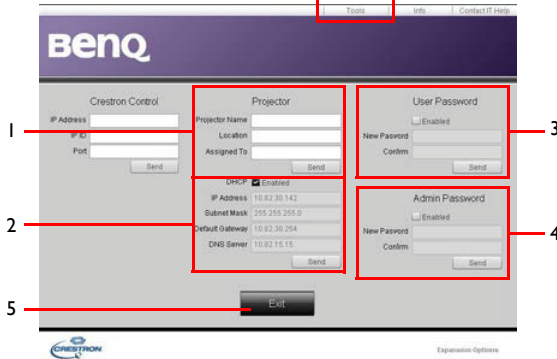 Tools Info Contact IT Help
BenQ
Crestron Control
IP Address
IP ID
Port
Send
Projector
Projector Name
Location
Assigned To
Send
DHCP Enabled
IP Address 10.82.30.142
Subnet Mask 255.255.255.0
Default Gateway 10.82.30.254
DNS Server 10.82.15.15
Send
User Password
Enabled
New Pasword
Confirm
Send
Admin Password
Enabled
New Pasword
Confirm
Send
1
2
3
4
5
Exit
CRESTRON
Expansion Options